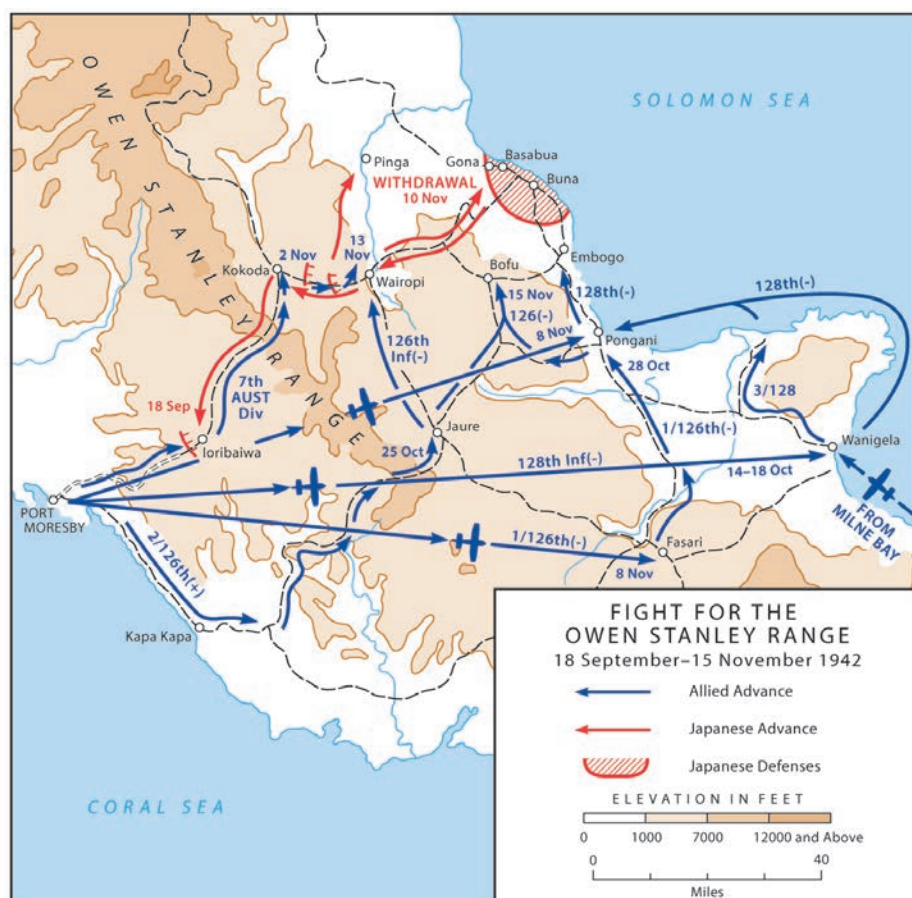 SOLOMON SEA
OWEN STANLEY RANGE
Pinga
Gona
Basabua
Buna
WITHDRAWAL
10 Nov
2 Nov
13
Nov
Kokoda
Wairopi
Bofu
Embogo
15 Nov
126(-)
128th(-)
128th(-)
8 Nov
Pongani
126th
Inf(-)
7th
AUST
Div
28 Oct
3/128
18 Sep
Ioribaiwa
25 Oct
Jaure
1/126th(-)
Wanigela
128th Inf(-)
14–18 Oct
PORT
MORESBY
FROM
MILNE BAY
2/126th(+)
1/126th(-)
Fasari
8 Nov
Kapa Kapa
CORAL SEA
FIGHT FOR THE
OWEN STANLEY RANGE
18 September–15 November 1942
Allied Advance
Japanese Advance
Japanese Defenses
ELEVATION IN FEET
0 1000 7000 12000 and Above
0 40
Miles